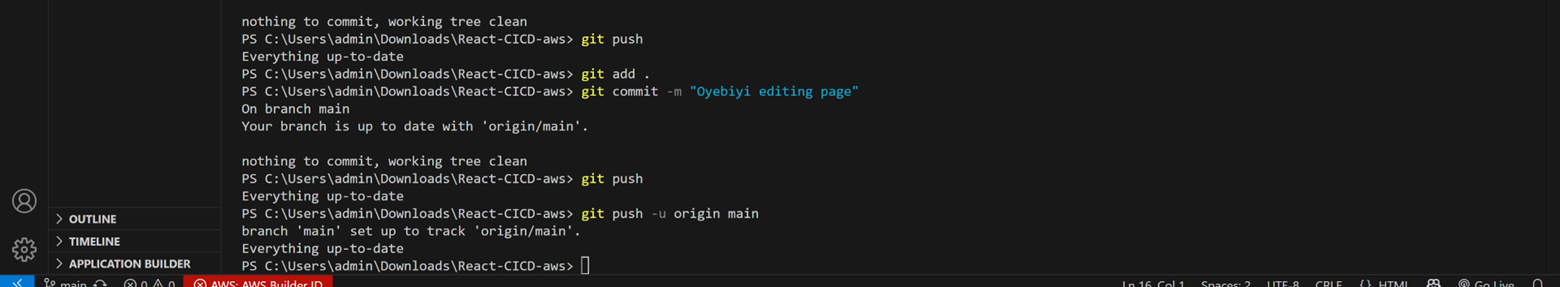 nothing to commit, working tree clean
PS C:\Users\admin\Downloads\React-CICD-aws> git push
Everything up-to-date
PS C:\Users\admin\Downloads\React-CICD-aws> git add .
PS C:\Users\admin\Downloads\React-CICD-aws> git commit -m "Oyebiyi editing page"
On branch main
Your branch is up to date with 'origin/main'.
nothing to commit, working tree clean
PS C:\Users\admin\Downloads\React-CICD-aws> git push
Everything up-to-date
PS C:\Users\admin\Downloads\React-CICD-aws> git push -u origin main
branch 'main' set up to track 'origin/main'.
Everything up-to-date
PS C:\Users\admin\Downloads\React-CICD-aws>
OUTLINE
TIMELINE
APPLICATION BUILDER
main 0 0 AWS: AWS Builder ID Ln 16, Col 1 Spaces: 2 UTF-8 CRLF {} HTML Go Live